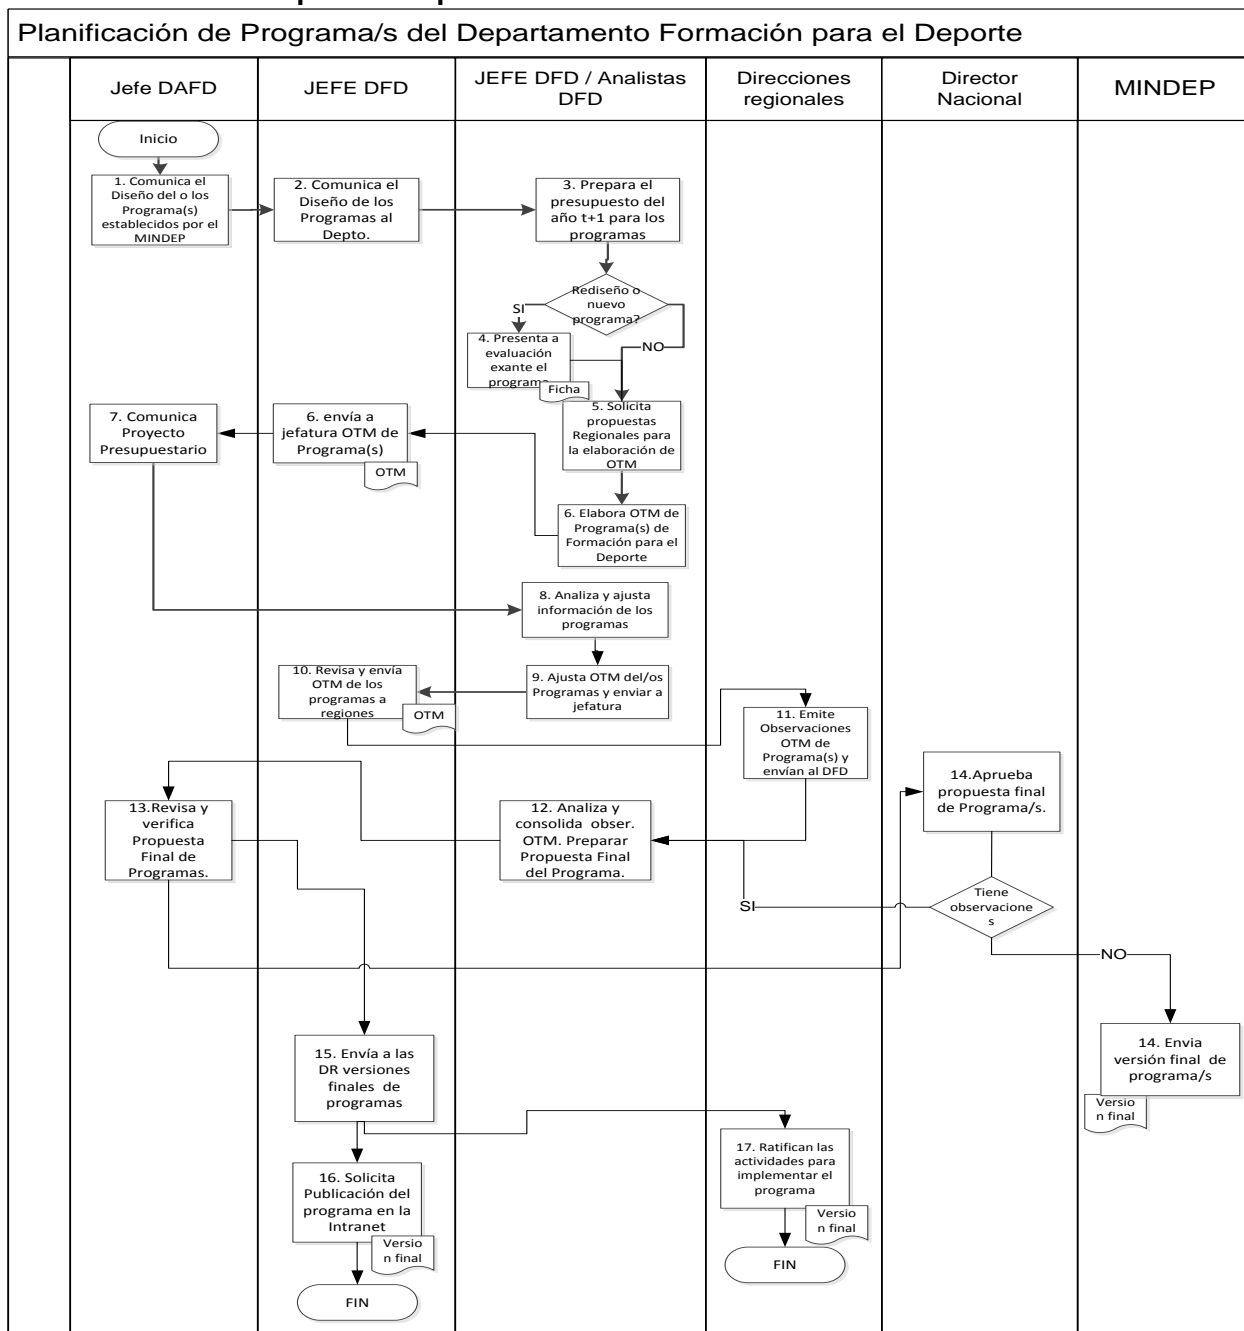 Planificación de Programa/s del Departamento Formación para el Deporte
Jefe DAFD
JEFE DFD
JEFE DFD / Analistas
DFD
Direcciones
regionales
Director
Nacional
MINDEP
Inicio
1. Comunica el
Diseño del o los
Programa(s)
establecidos por el
MINDEP
2. Comunica el
Diseño de los
Programas al
Depto.
3. Prepara el
presupuesto del
año t+1 para los
programas
Rediseño o
nuevo
programa?
SI
NO
4. Presenta a
evaluación
exante el
programa
Ficha
5. Solicita
propuestas
Regionales para
la elaboración de
OTM
7. Comunica
Proyecto
Presupuestario
6. envía a
jefatura OTM de
Programa(s)
OTM
6. Elabora OTM de
Programa(s) de
Formación para el
Deporte
8. Analiza y ajusta
información de los
programas
9. Ajusta OTM del/os
Programas y enviar a
jefatura
10. Revisa y envía
OTM de los
programas a
regiones
OTM
11. Emite
Observaciones
OTM de
Programa(s) y
envían al DFD
14.Aprueba
propuesta final
de Programa/s.
13.Revisa y
verifica
Propuesta
Final de
Programas.
12. Analiza y
consolida obser.
OTM. Preparar
Propuesta Final
del Programa.
Tiene
observacione
s
SI
NO
14. Envia
versión final de
programa/s
Versio
n final
15. Envía a las
DR versiones
finales de
programas
17. Ratifican las
actividades para
implementar el
programa
Versio
n final
16. Solicita
Publicación del
programa en la
Intranet
Versio
n final
FIN
FIN